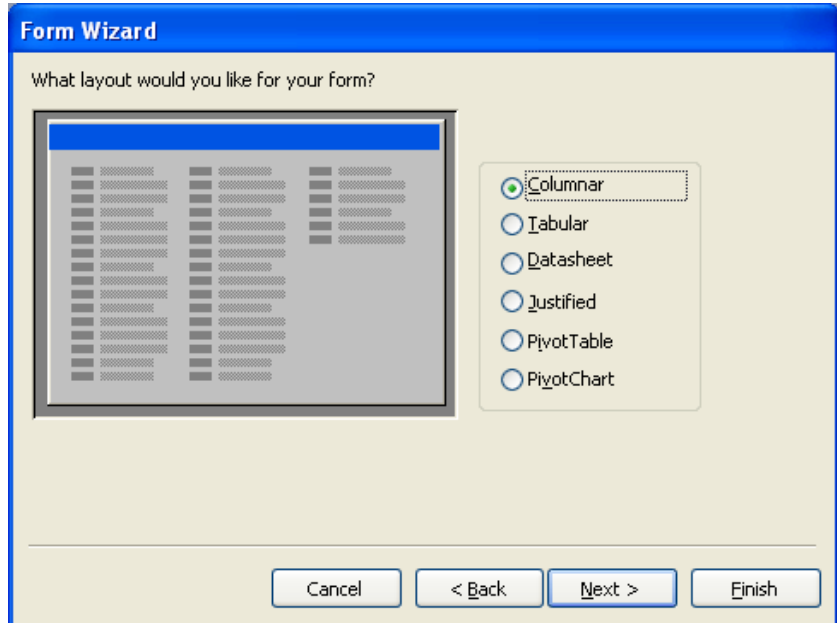 Form Wizard
What layout would you like for your form?
Columnar
Tabular
Datasheet
Justified
PivotTable
PivotChart
Cancel < Back Next > Finish